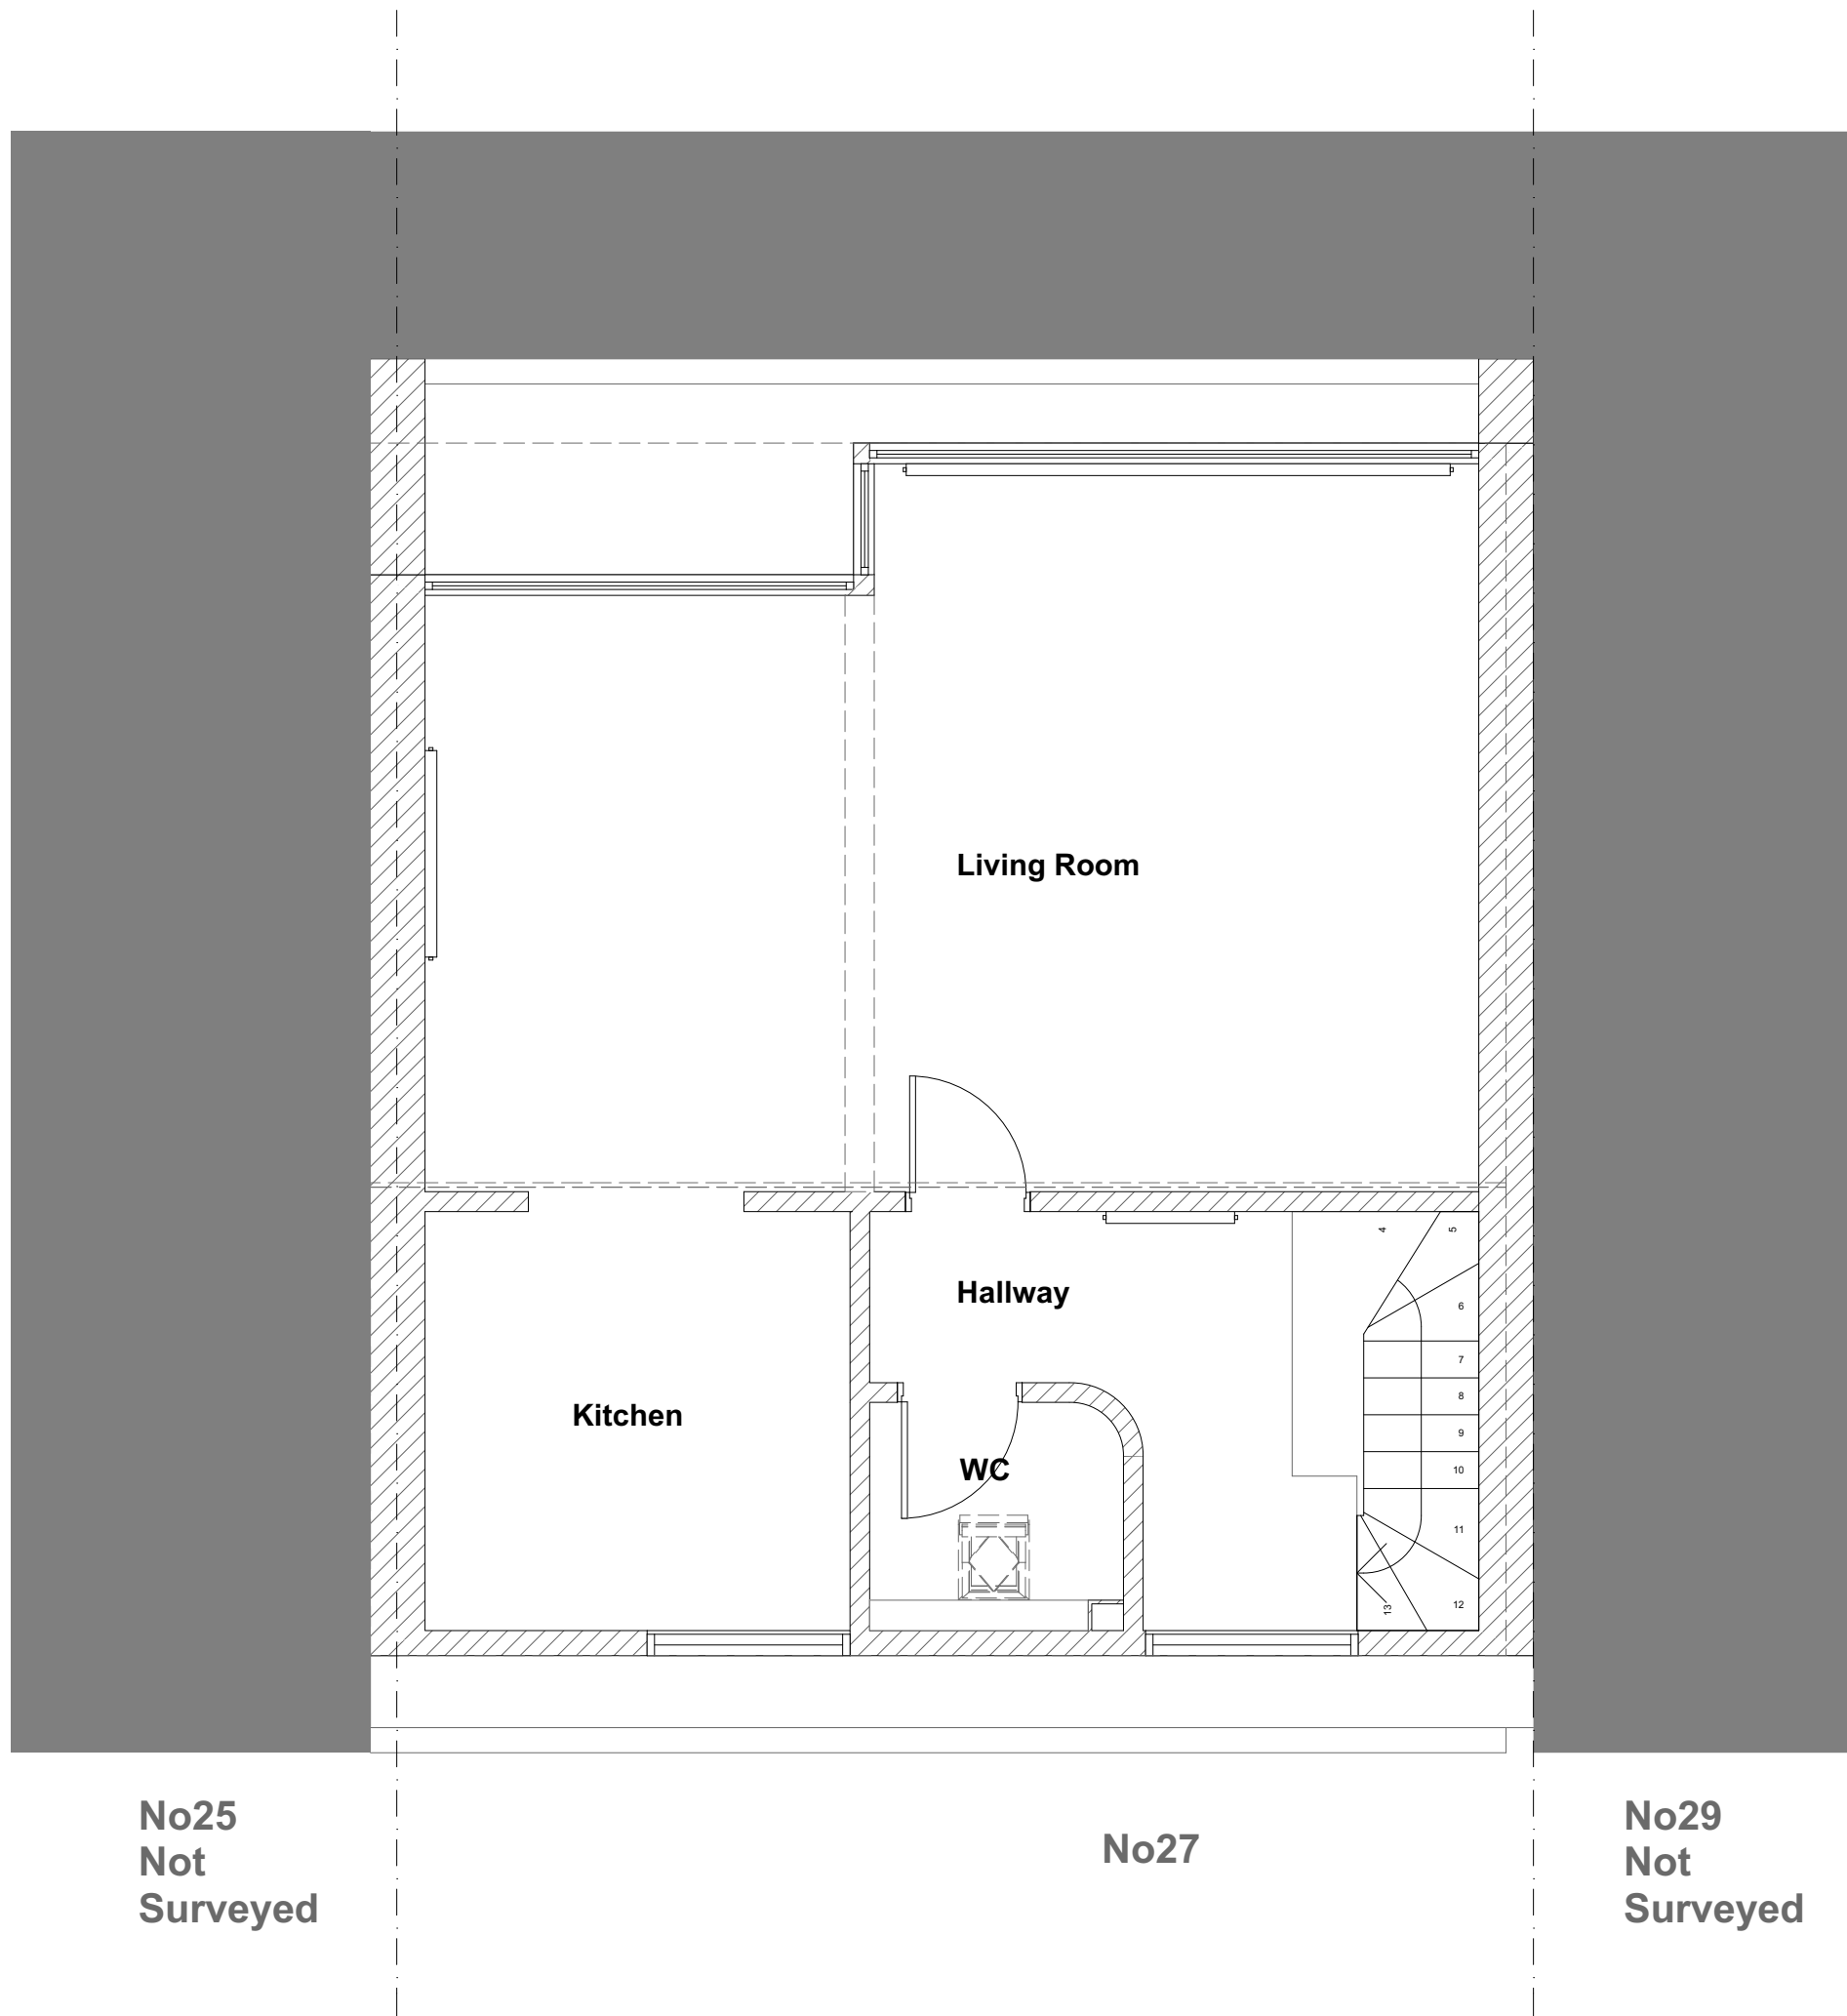 Living Room
4
5
6
7
8
9
10
11
12
13
Hallway
Kitchen
WC
No25
Not
Surveyed
No27
No29
Not
Surveyed